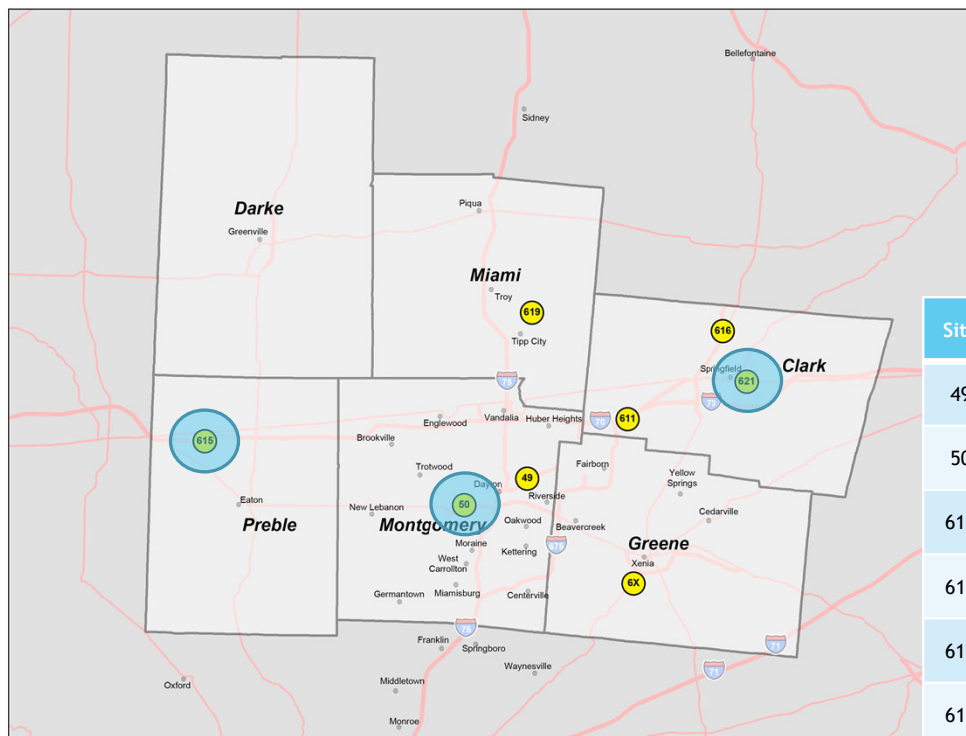 Bellefontaine
Sidney
Darke
Greenville
Piqua
Miami
Troy
619
Tipp City
616
Springfield
Clark
621
75
70
611
Vandalia
Huber Heights
Englewood
Brookville
615
Trotwood
Dayton
49
Fairborn
Yellow
Springs
Eaton
Preble
New Lebanon
50
Montgomery
Riverside
Oakwood
Beavercreek
Cedarville
Moraine
Kettering
675
Greene
Xenia
West
Carrollton
6X
Germantown
Miamisburg
Centerville
75
Franklin
Springboro
71
71
Waynesville
Oxford
Middletown
Monroe
Sit
49
50
61
61
61
61